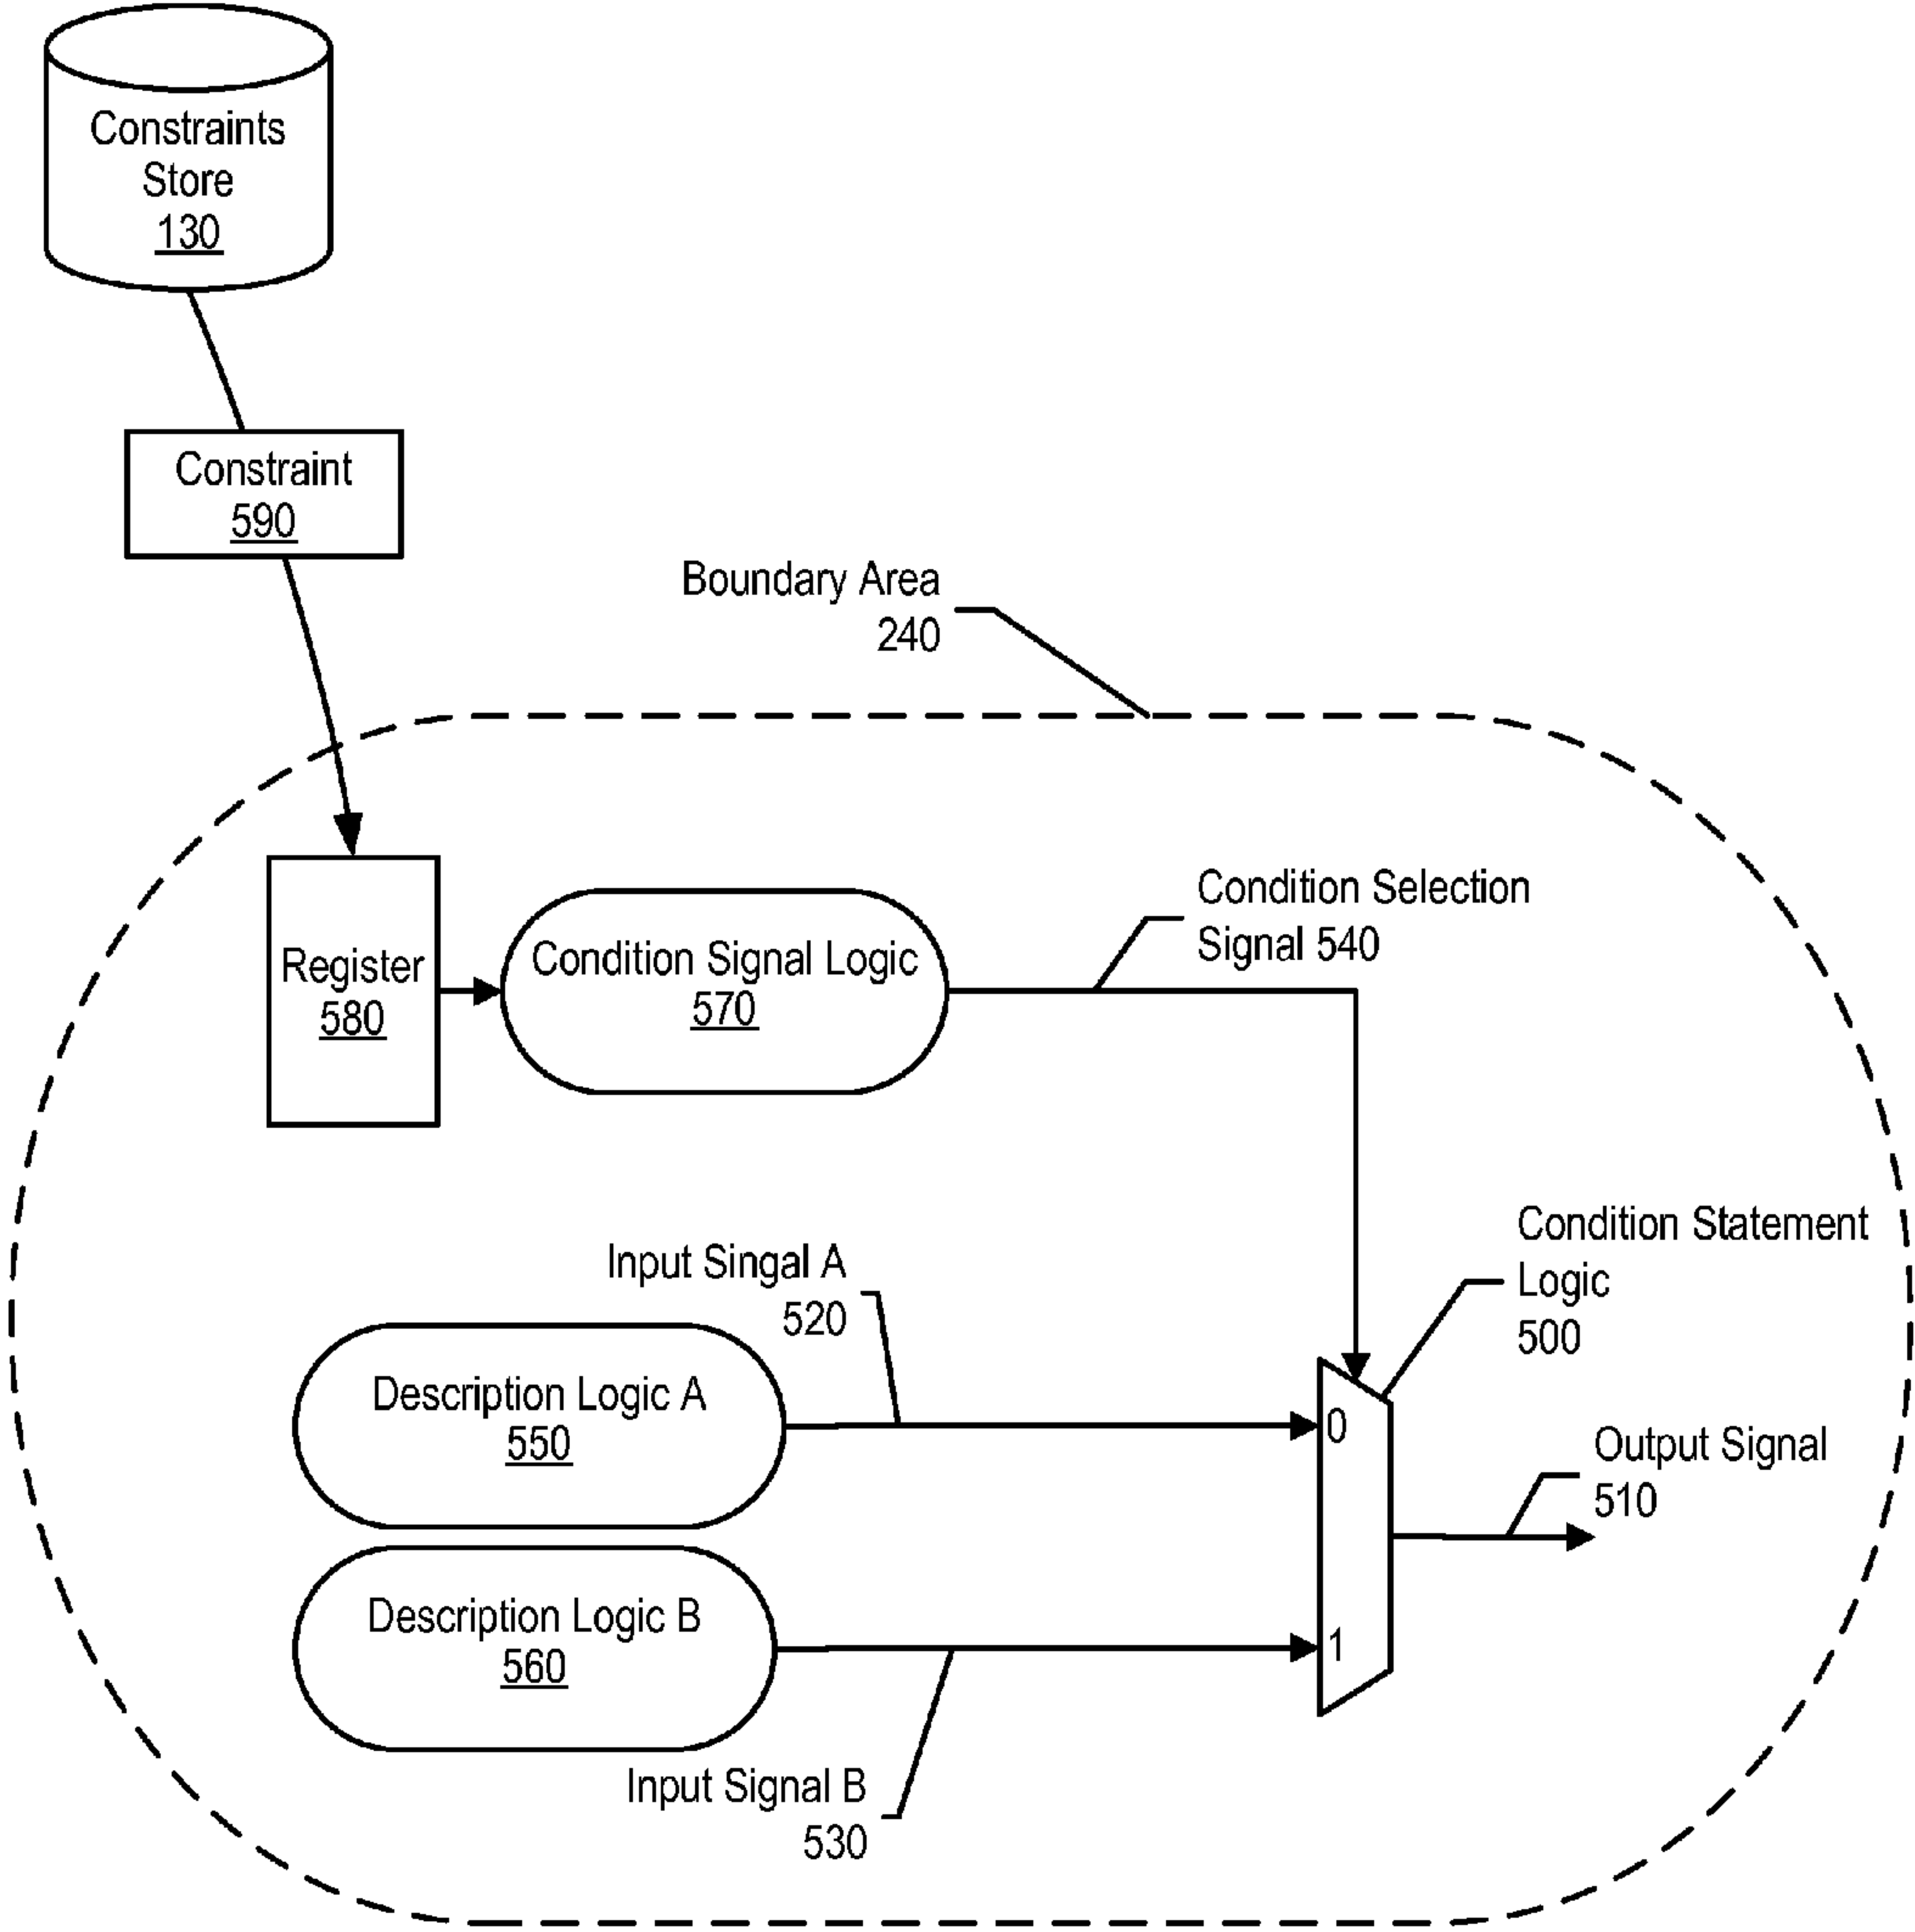 Constraints
Store
130
Constraint
590
Boundary Area
240
Condition Selection
Signal 540
Register
580
Condition Signal Logic
570
Condition Statement
Logic
500
Input Singal A
520
Description Logic A
550
0
Output Signal
510
Description Logic B
560
1
Input Signal B
530